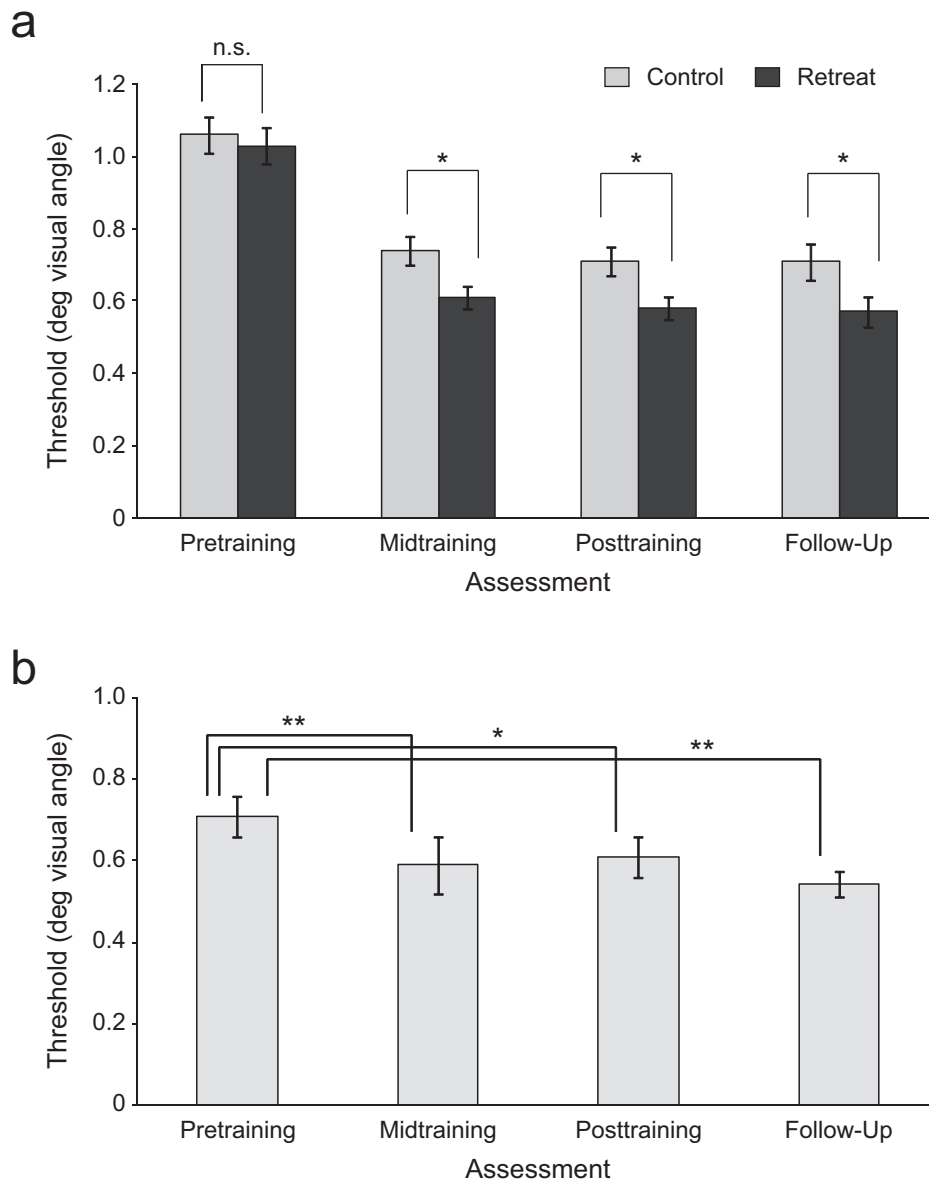 a
n.s.
Control Retreat
1.2
1.0
0.8
0.6
0.4
0.2
0
* * *
Threshold (deg visual angle)
Pretraining Midtraining Posttraining Follow-Up
Assessment
b
1.0
0.8
0.6
0.4
0.2
0
** * **
Threshold (deg visual angle)
Pretraining Midtraining Posttraining Follow-Up
Assessment